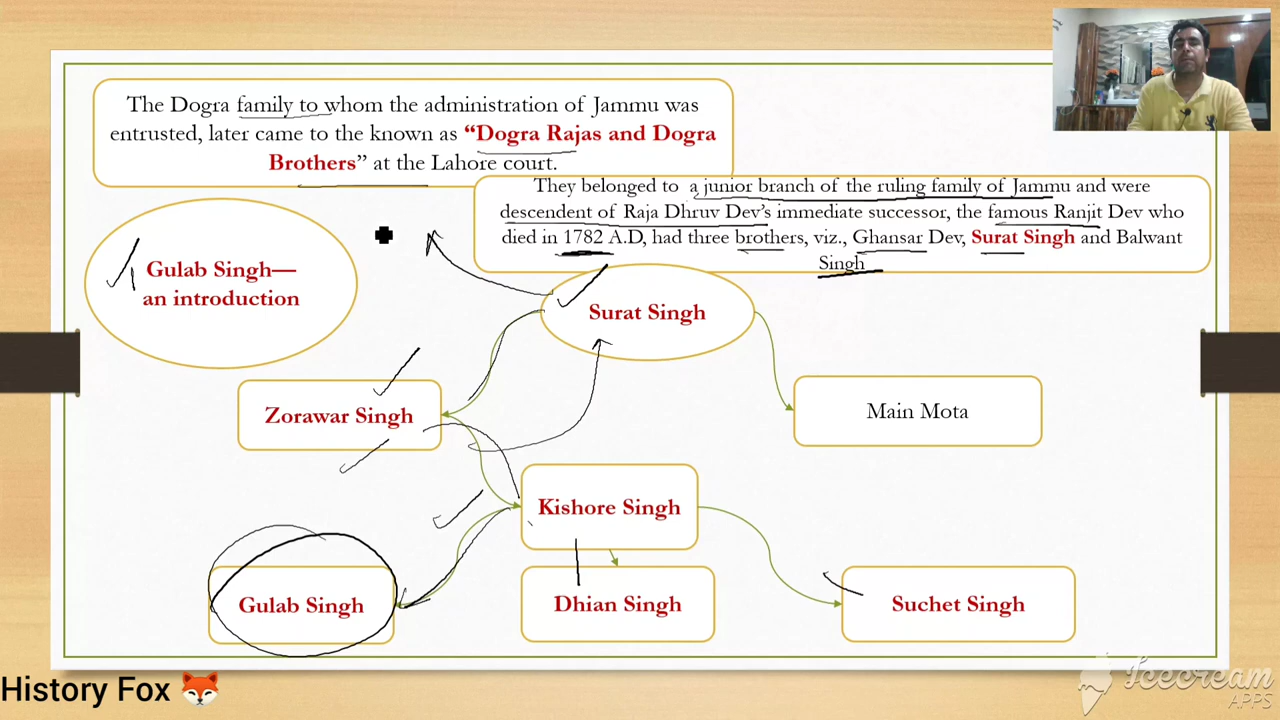 The Dogra family to whom the administration of Jammu was
entrusted, later came to the known as “Dogra Rajas and Dogra
Brothers” at the Lahore court.
They belonged to a junior branch of the ruling family of Jammu and were
descendent of Raja Dhruv Dev’s immediate successor, the famous Ranjit Dev who
died in 1782 A.D, had three brothers, viz., Ghansar Dev, Surat Singh and Balwant
Singh
Gulab Singh—
an introduction
Surat Singh
Zorawar Singh
Main Mota
Kishore Singh
Gulab Singh
Dhian Singh
Suchet Singh
History Fox
Icecream
APPS